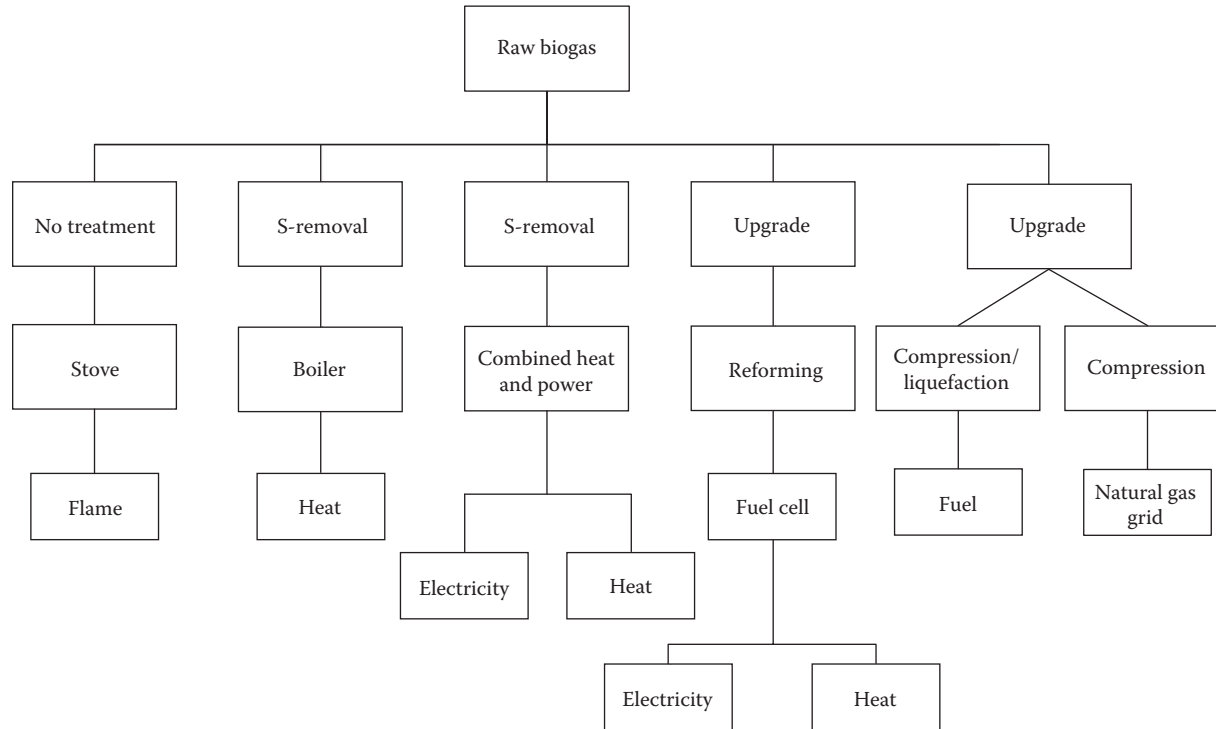 Raw biogas
No treatment
S-removal
S-removal
Upgrade
Upgrade
Stove
Boiler
Combined heat
and power
Reforming
Compression/
liquefaction
Compression
Flame
Heat
Fuel cell
Fuel
Natural gas
grid
Electricity
Heat
Electricity
Heat